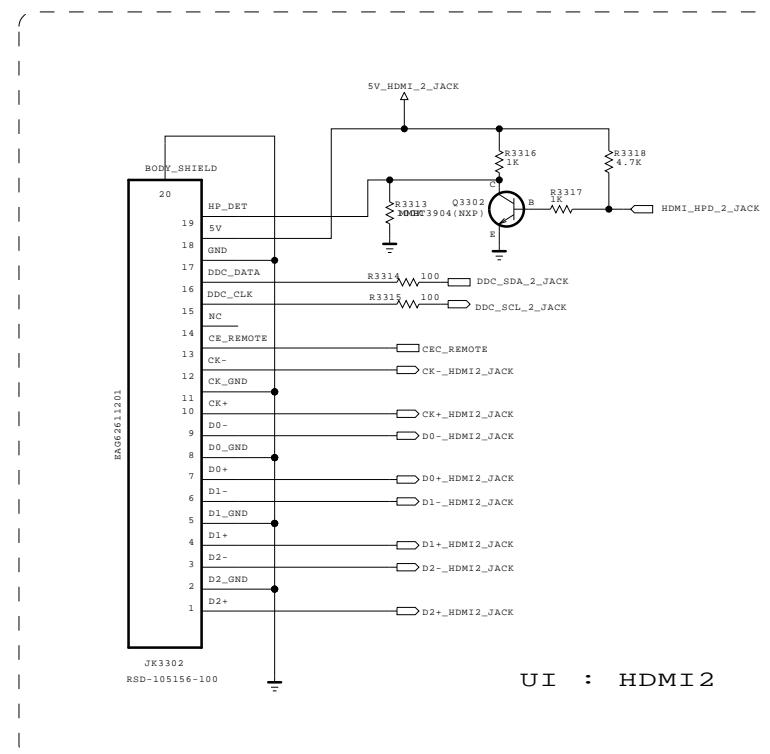 5V_HDMI_2_JACK
R3316
1K
R3318
4.7K
BODY_SHIELD
20
C
Q3302
MMBT3904(NXP)
B
E
R3317
1K
HDMI_HPD_2_JACK
R3313
HP_DET
19
5V
18
GND
17
DDC_DATA
R3314 100
DDC_SDA_2_JACK
16
DDC_CLK
R3315 100
DDC_SCL_2_JACK
15
NC
14
CE_REMOTE
CEC_REMOTE
13
CK-
CK-_HDMI2_JACK
12
CK_GND
11
CK+
CK+_HDMI2_JACK
10
D0-
D0-_HDMI2_JACK
9
D0_GND
8
D0+
D0+_HDMI2_JACK
7
D1-
D1-_HDMI2_JACK
6
D1_GND
5
D1+
D1+_HDMI2_JACK
4
D2-
D2-_HDMI2_JACK
3
D2_GND
2
D2+
D2+_HDMI2_JACK
1
EAG62611201
JK3302
RSD-105156-100
UI : HDMI2